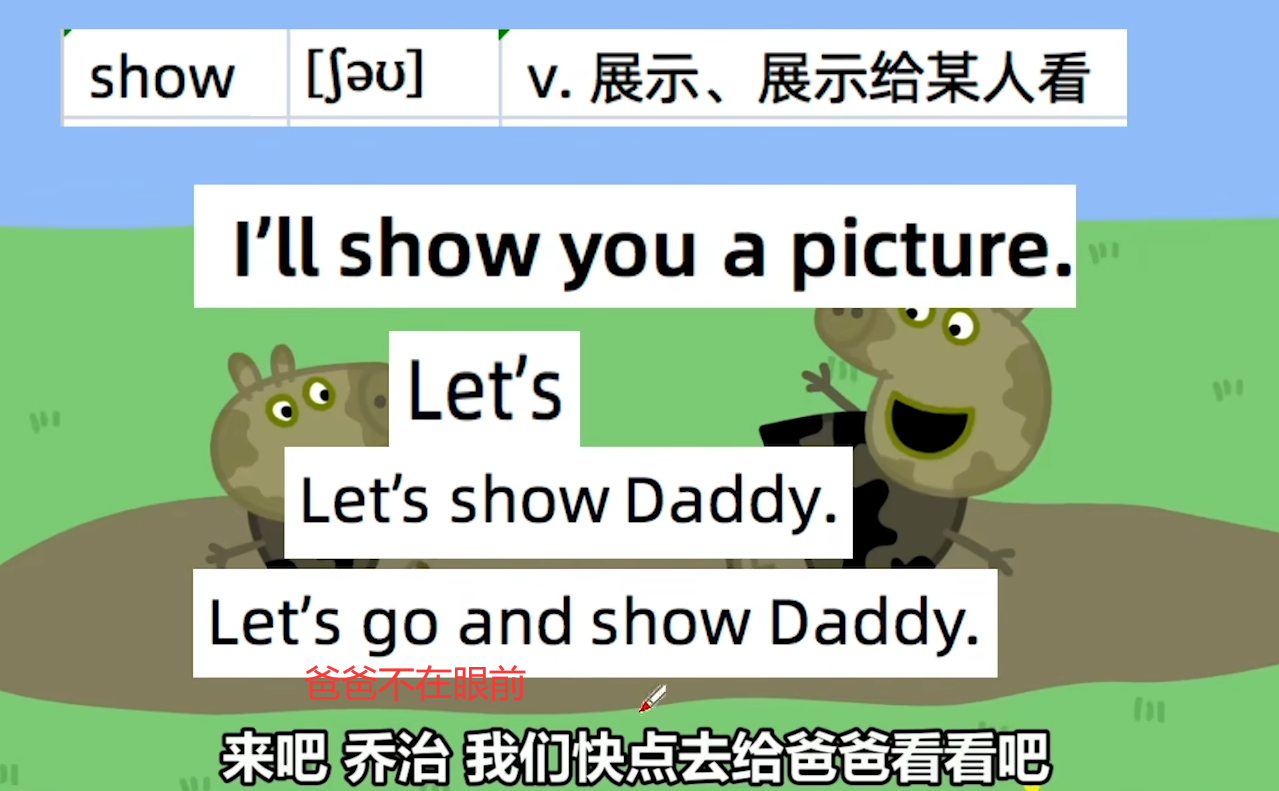 show [ʃəʊ] v. 展示、展示给某人看
I’ll show you a picture.
Let’s
Let’s show Daddy.
Let’s go and show Daddy.
爸爸不在眼前
来吧 乔治 我们快点去给爸爸看看吧